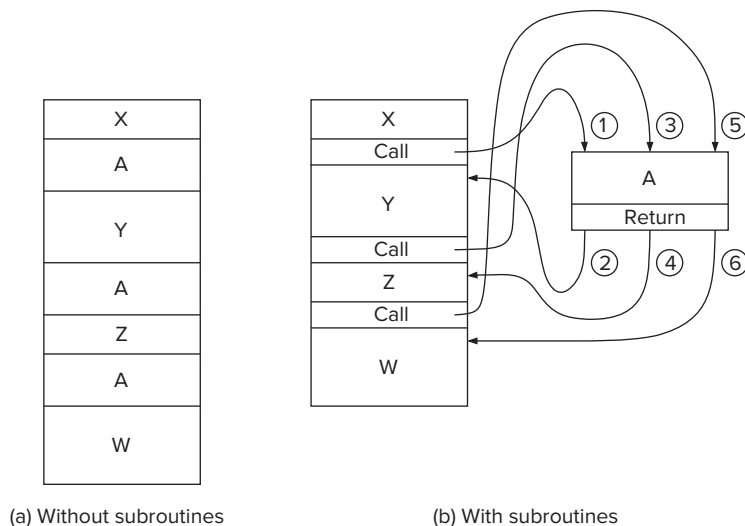 X
A
Y
A
Z
A
W
X
Call
Y
Call
Z
Call
W
1
3
5
A
Return
2
4
6
(a) Without subroutines
(b) With subroutines